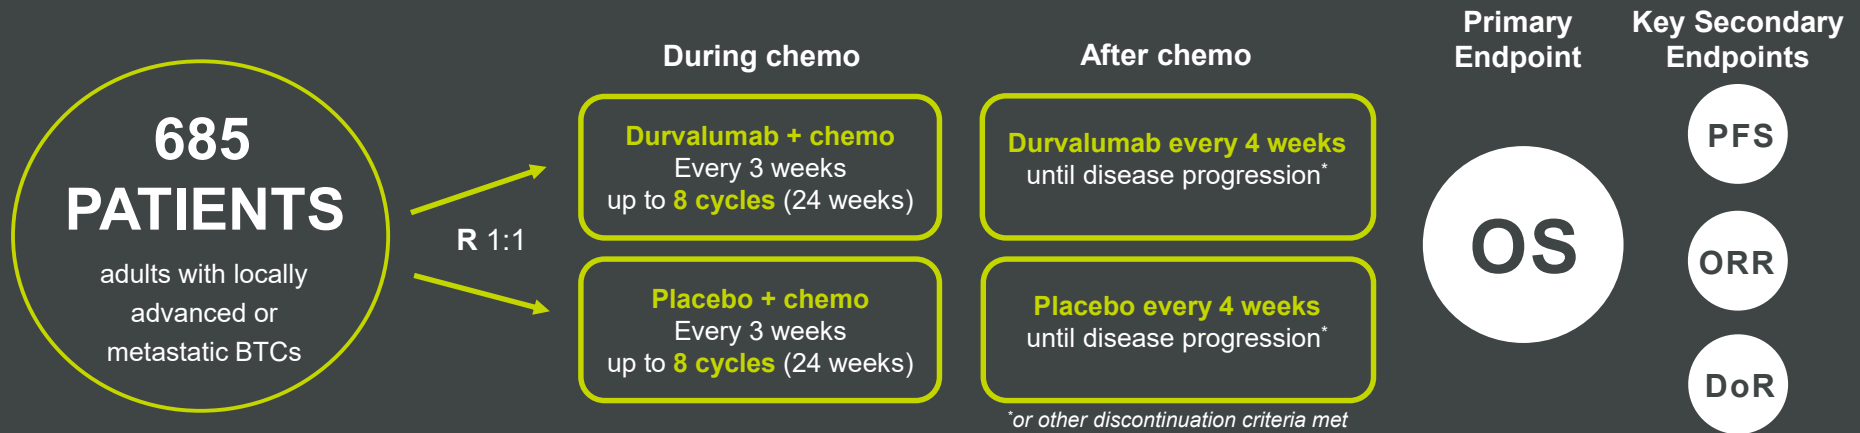 685
PATIENTS
adults with locally
advanced or
metastatic BTCs
R 1:1
During chemo
Durvalumab + chemo
Every 3 weeks
up to 8 cycles (24 weeks)
Placebo + chemo
Every 3 weeks
up to 8 cycles (24 weeks)
After chemo
Durvalumab every 4 weeks
until disease progression*
Placebo every 4 weeks
until disease progression*
*or other discontinuation criteria met
Primary
Endpoint
OS
Key Secondary
Endpoints
PFS
ORR
DoR